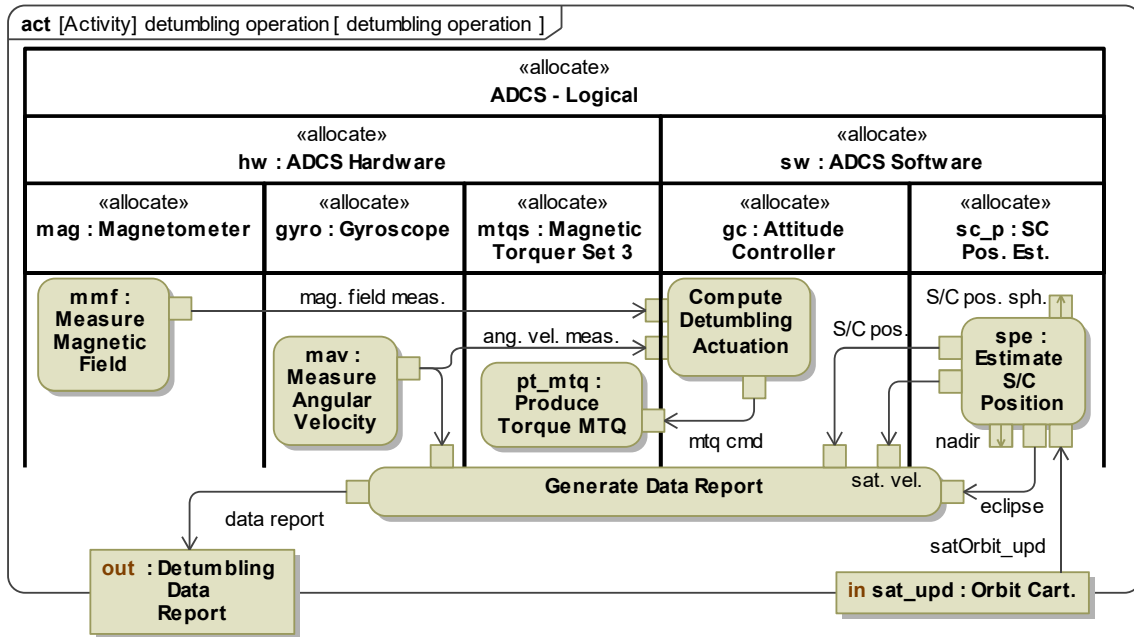 act [Activity] detumbling operation [ detumbling operation ]
«allocate»
ADCS - Logical
«allocate»
hw : ADCS Hardware
«allocate»
sw : ADCS Software
«allocate»
mag : Magnetometer
«allocate»
gyro : Gyroscope
«allocate»
mtqs : Magnetic
Torquer Set 3
«allocate»
gc : Attitude
Controller
«allocate»
sc_p : SC
Pos. Est.
mmf :
Measure
Magnetic
Field
mag. field meas.
Compute
Detumbling
Actuation
S/C pos. sph.
mav :
Measure
Angular
Velocity
ang. vel. meas.
S/C pos.
spe :
Estimate
S/C
Position
pt_mtq :
Produce
Torque MTQ
mtq cmd
nadir
Generate Data Report
sat. vel.
eclipse
data report
satOrbit_upd
out : Detumbling
Data
Report
in sat_upd : Orbit Cart.